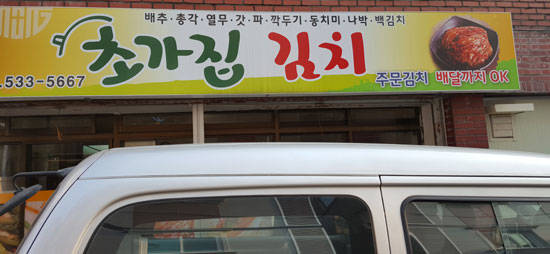 배추·총각·열무·갓·파·깍두기·동치미·나박·백김치
초가집 김치
533-5667
주문김치 배달까지 OK